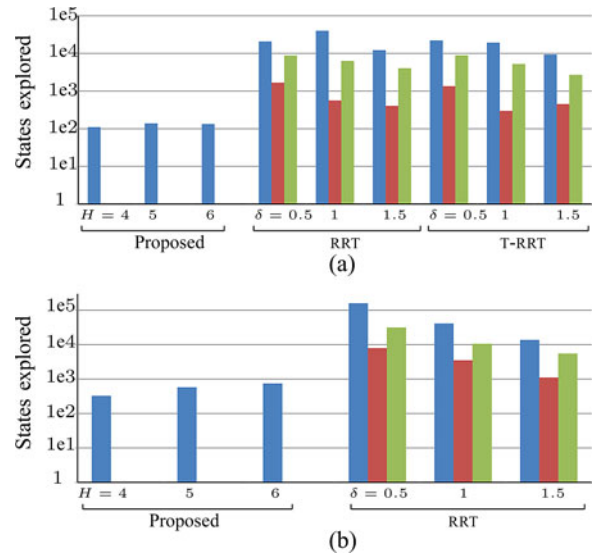 1e5
1e4
1e3
1e2
1e1
1
States explored
H = 4 5 6 δ = 0.5 1 1.5 δ = 0.5 1 1.5
Proposed RRT T-RRT
(a)
1e5
1e4
1e3
1e2
1e1
1
States explored
H = 4 5 6 δ = 0.5 1 1.5
Proposed RRT
(b)